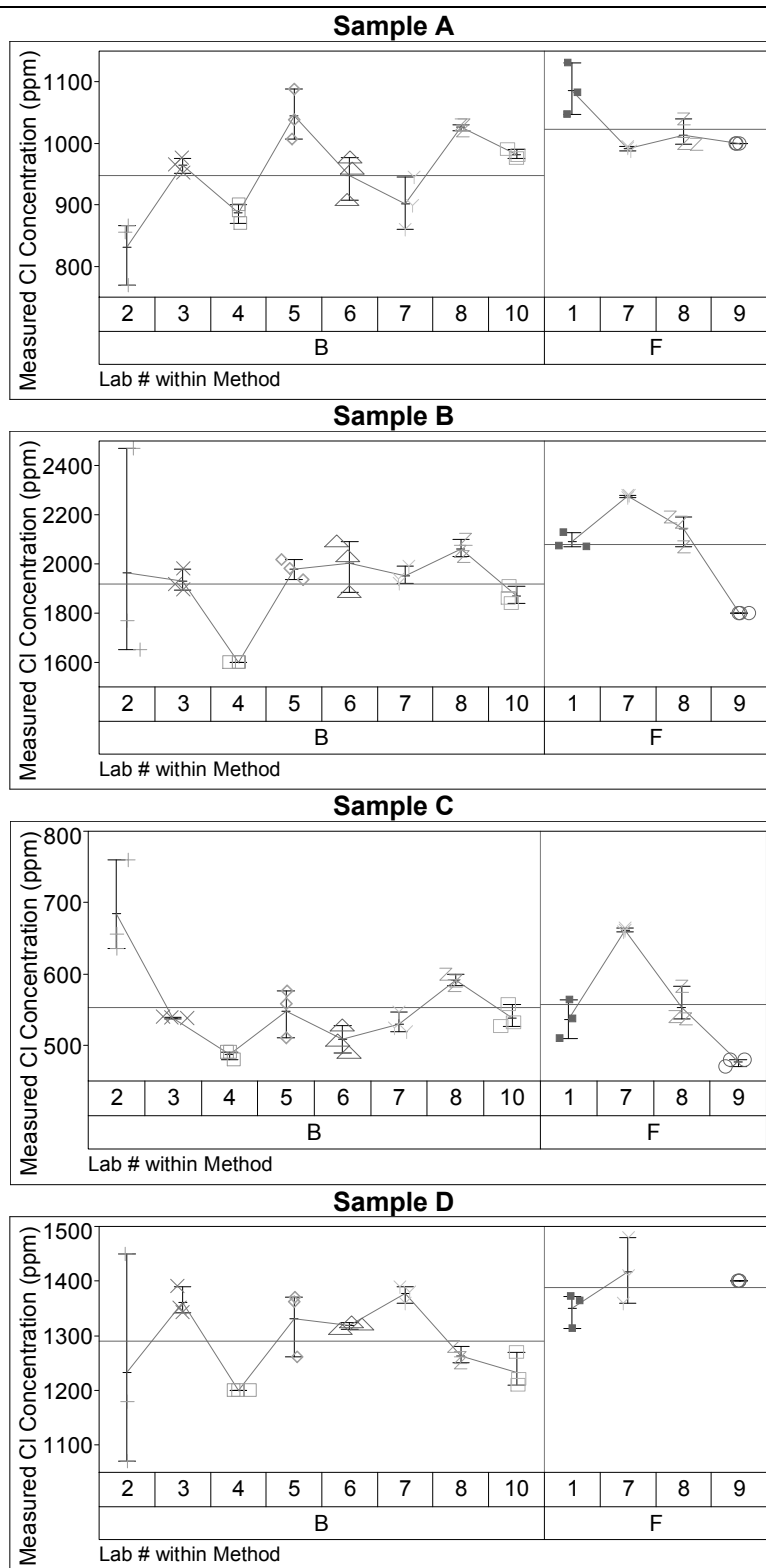 Sample A
Measured Cl Concentration (ppm)
1100
1000
900
800
2 3 4 5 6 7 8 10 1 7 8 9
B F
Lab # within Method
Sample B
Measured Cl Concentration (ppm)
2400
2200
2000
1800
1600
2 3 4 5 6 7 8 10 1 7 8 9
B F
Lab # within Method
Sample C
Measured Cl Concentration (ppm)
800
700
600
500
2 3 4 5 6 7 8 10 1 7 8 9
B F
Lab # within Method
Sample D
Measured Cl Concentration (ppm)
1500
1400
1300
1200
1100
2 3 4 5 6 7 8 10 1 7 9
B F
Lab # within Method